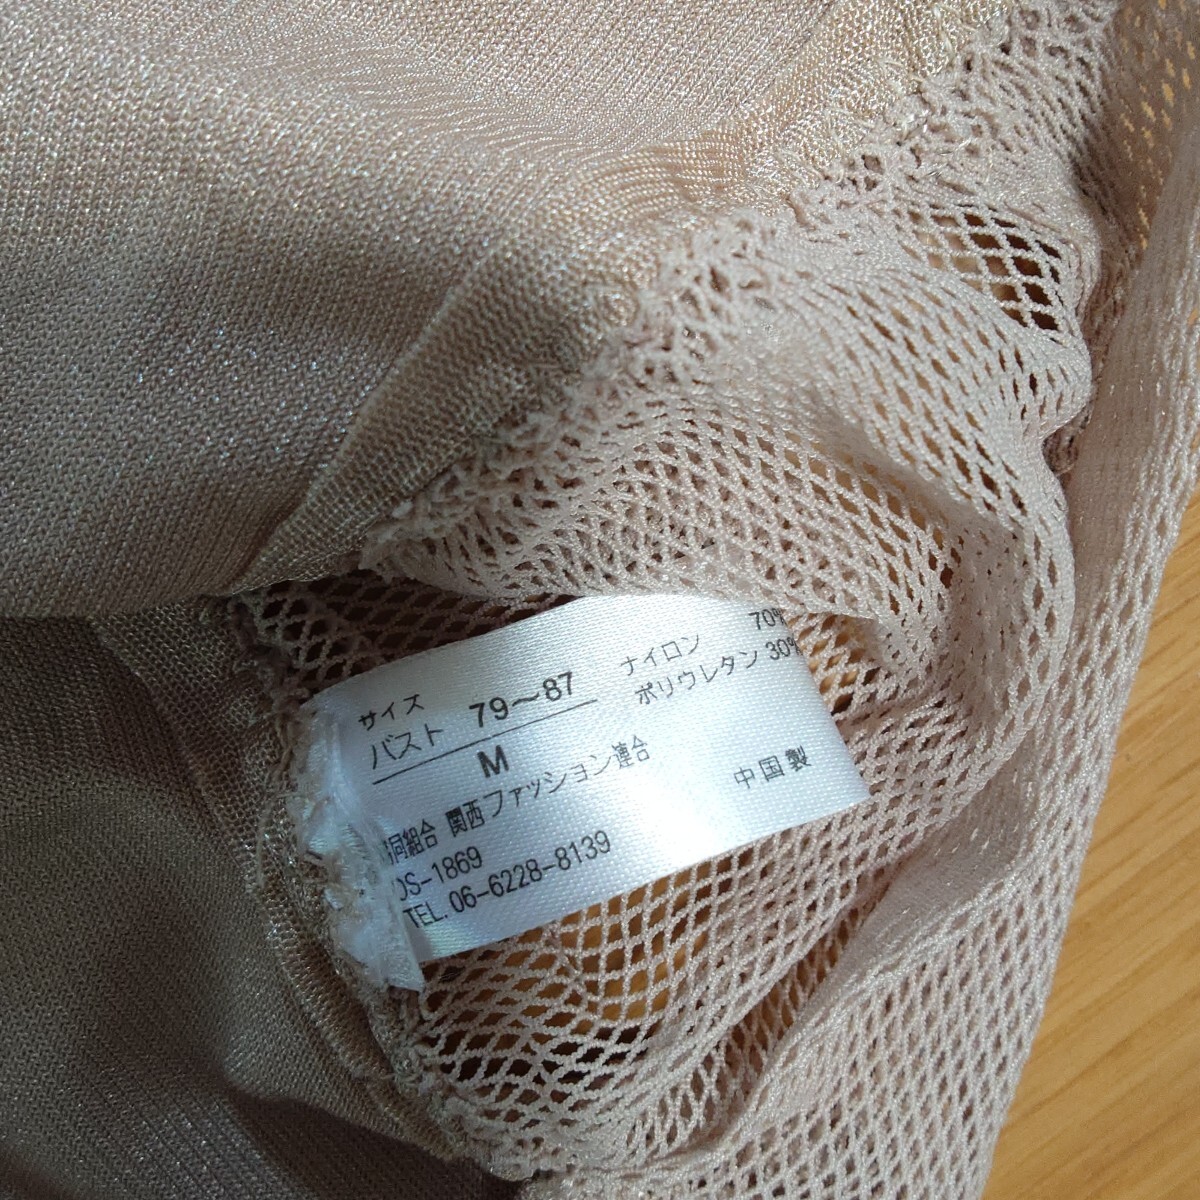 サイズ
バスト 79～87
M
ナイロン 70%
ポリウレタン 30%
同組合 関西ファッション連合
OS-1869
TEL. 06-6228-8139
中国製